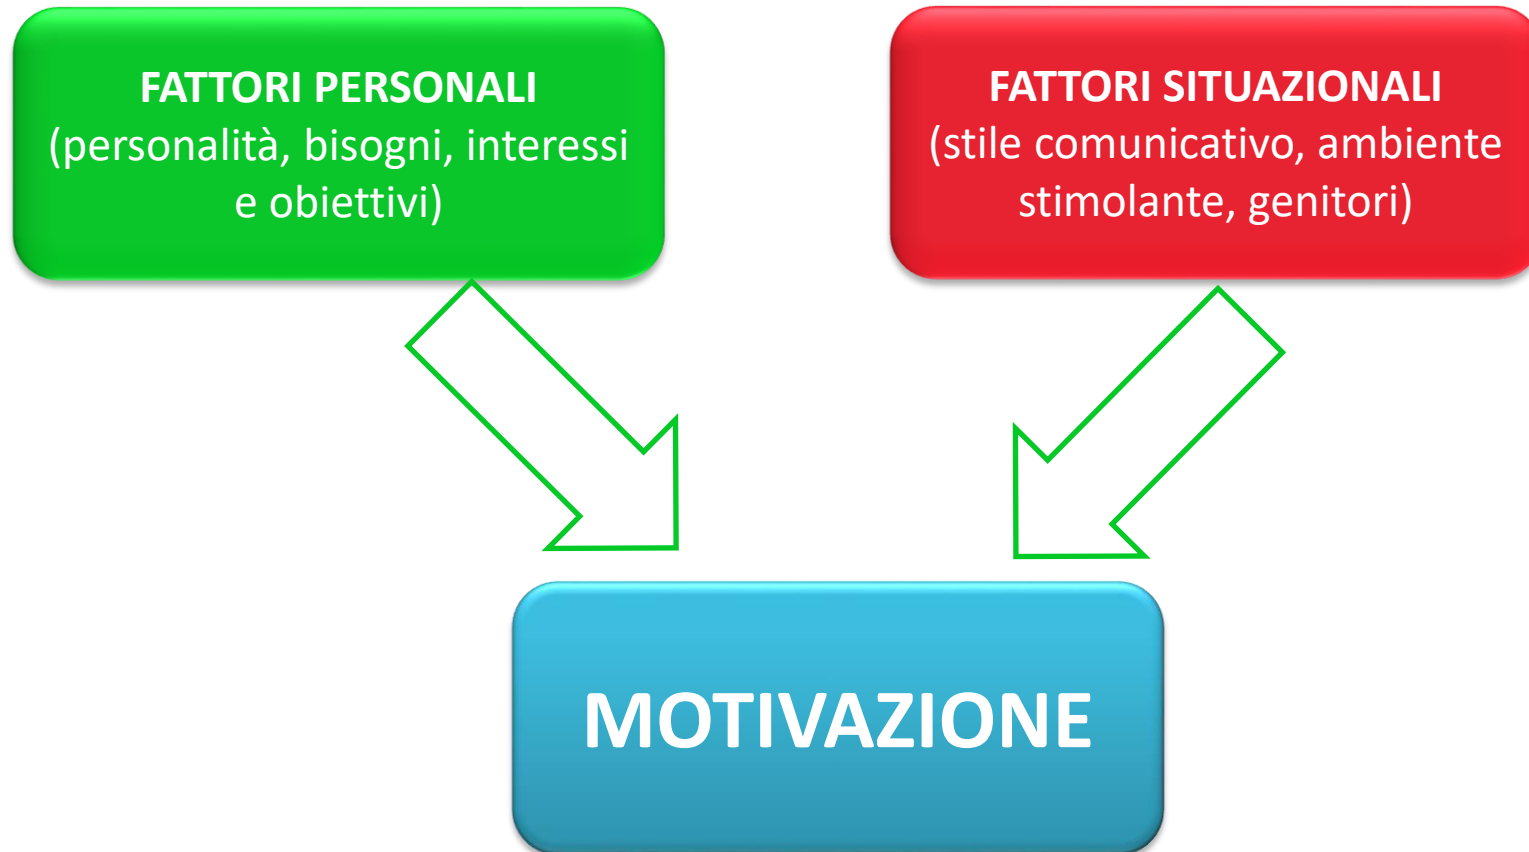 FATTORI PERSONALI
(personalità, bisogni, interessi
e obiettivi)
FATTORI SITUAZIONALI
(stile comunicativo, ambiente
stimolante, genitori)
MOTIVAZIONE